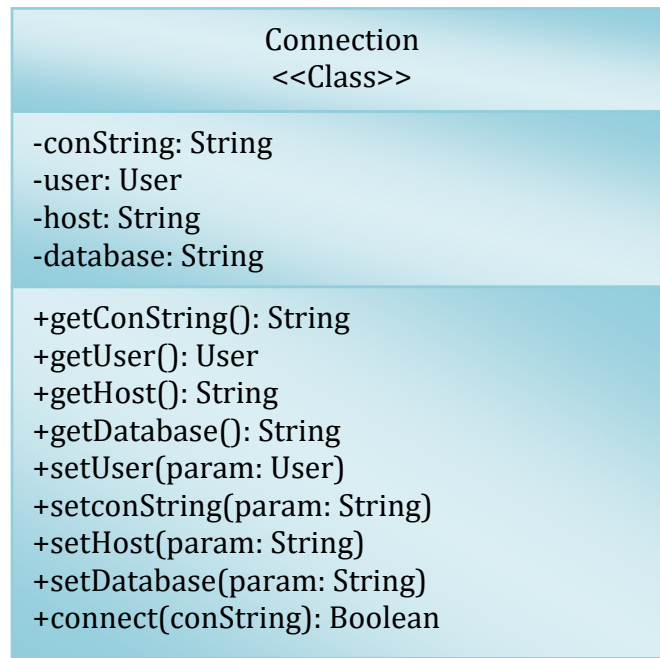 Connection
<<Class>>
-conString: String
-user: User
-host: String
-database: String
+getConString(): String
+getUser(): User
+getHost(): String
+getDatabase(): String
+setUser(param: User)
+setconString(param: String)
+setHost(param: String)
+setDatabase(param: String)
+connect(conString): Boolean